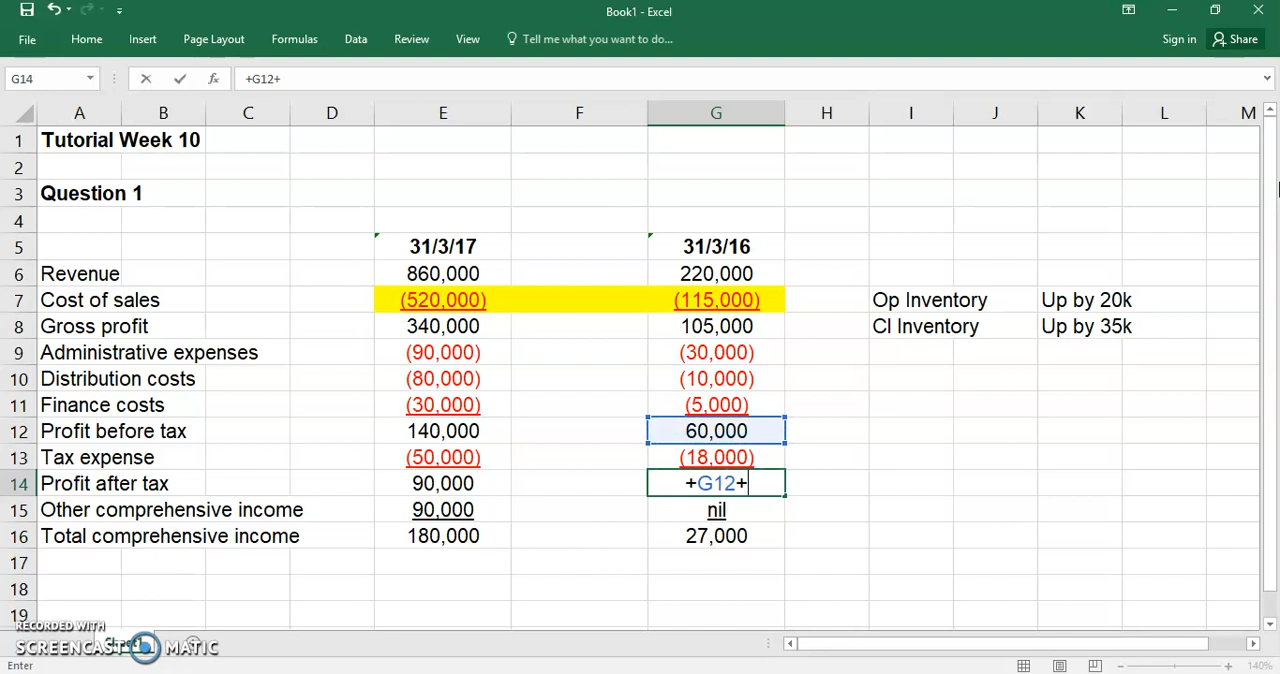 Book1 - Excel
File Home Insert Page Layout Formulas Data Review View Tell me what you want to do... Sign in Share
G14 fx +G12+
A B C D E F G H I J K L M
1 Tutorial Week 10
2
3 Question 1
4
5 31/3/17 31/3/16
6 Revenue 860,000 220,000
7 Cost of sales (520,000) (115,000) Op Inventory Up by 20k
8 Gross profit 340,000 105,000 Cl Inventory Up by 35k
9 Administrative expenses (90,000) (30,000)
10 Distribution costs (80,000) (10,000)
11 Finance costs (30,000) (5,000)
12 Profit before tax 140,000 60,000
13 Tax expense (50,000) (18,000)
14 Profit after tax 90,000 +G12+
15 Other comprehensive income 90,000 nil
16 Total comprehensive income 180,000 27,000
17
18
19
RECORDED WITH
SCREENCAST MATIC
Enter 140%